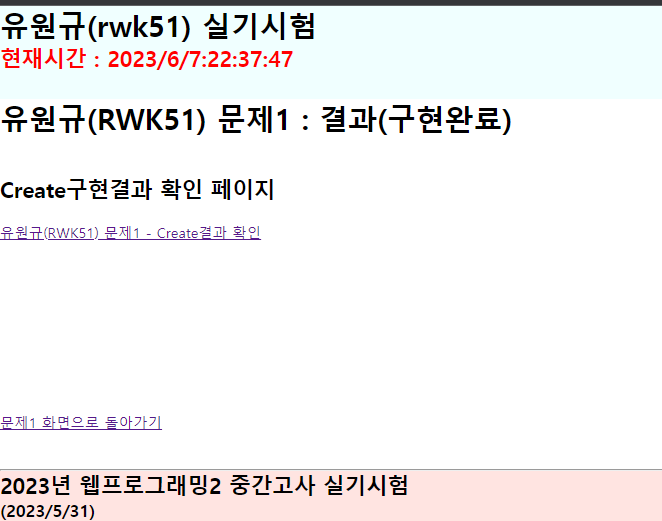 유원규(rwk51) 실기시험
현재시간 : 2023/6/7:22:37:47
유원규(RWK51) 문제1 : 결과(구현완료)
Create구현결과 확인 페이지
유원규(RWK51) 문제1 - Create결과 확인
문제1 화면으로 돌아가기
2023년 웹프로그래밍2 중간고사 실기시험
(2023/5/31)